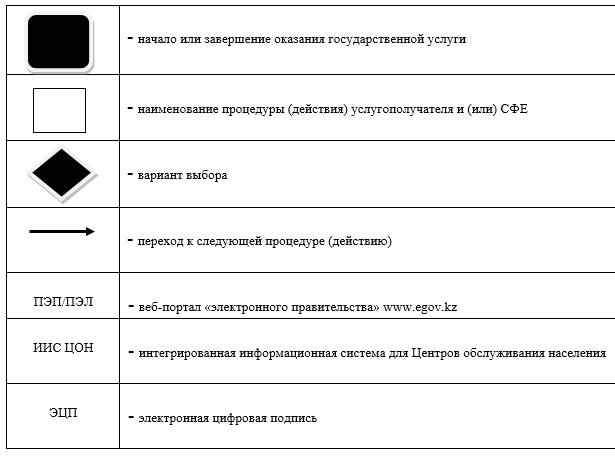 - начало или завершение оказания государственной услуги
- наименование процедуры (действия) услугополучателя и (или) СФЕ
- вариант выбора
- переход к следующей процедуре (действию)
ПЭП/ПЭЛ - веб-портал «электронного правительства» www.egov.kz
ИИС ЦОН - интегрированная информационная система для Центров обслуживания населения
ЭЦП - электронная цифровая подпись